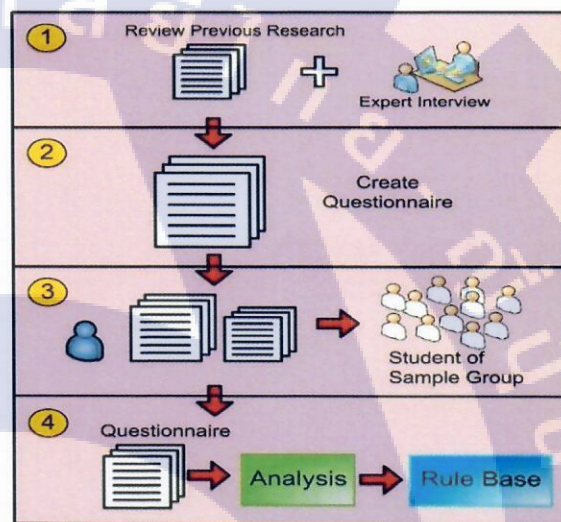 1
Review Previous Research
Expert Interview
2
Create
Questionnaire
3
Student of
Sample Group
4
Questionnaire
Analysis
Rule Base